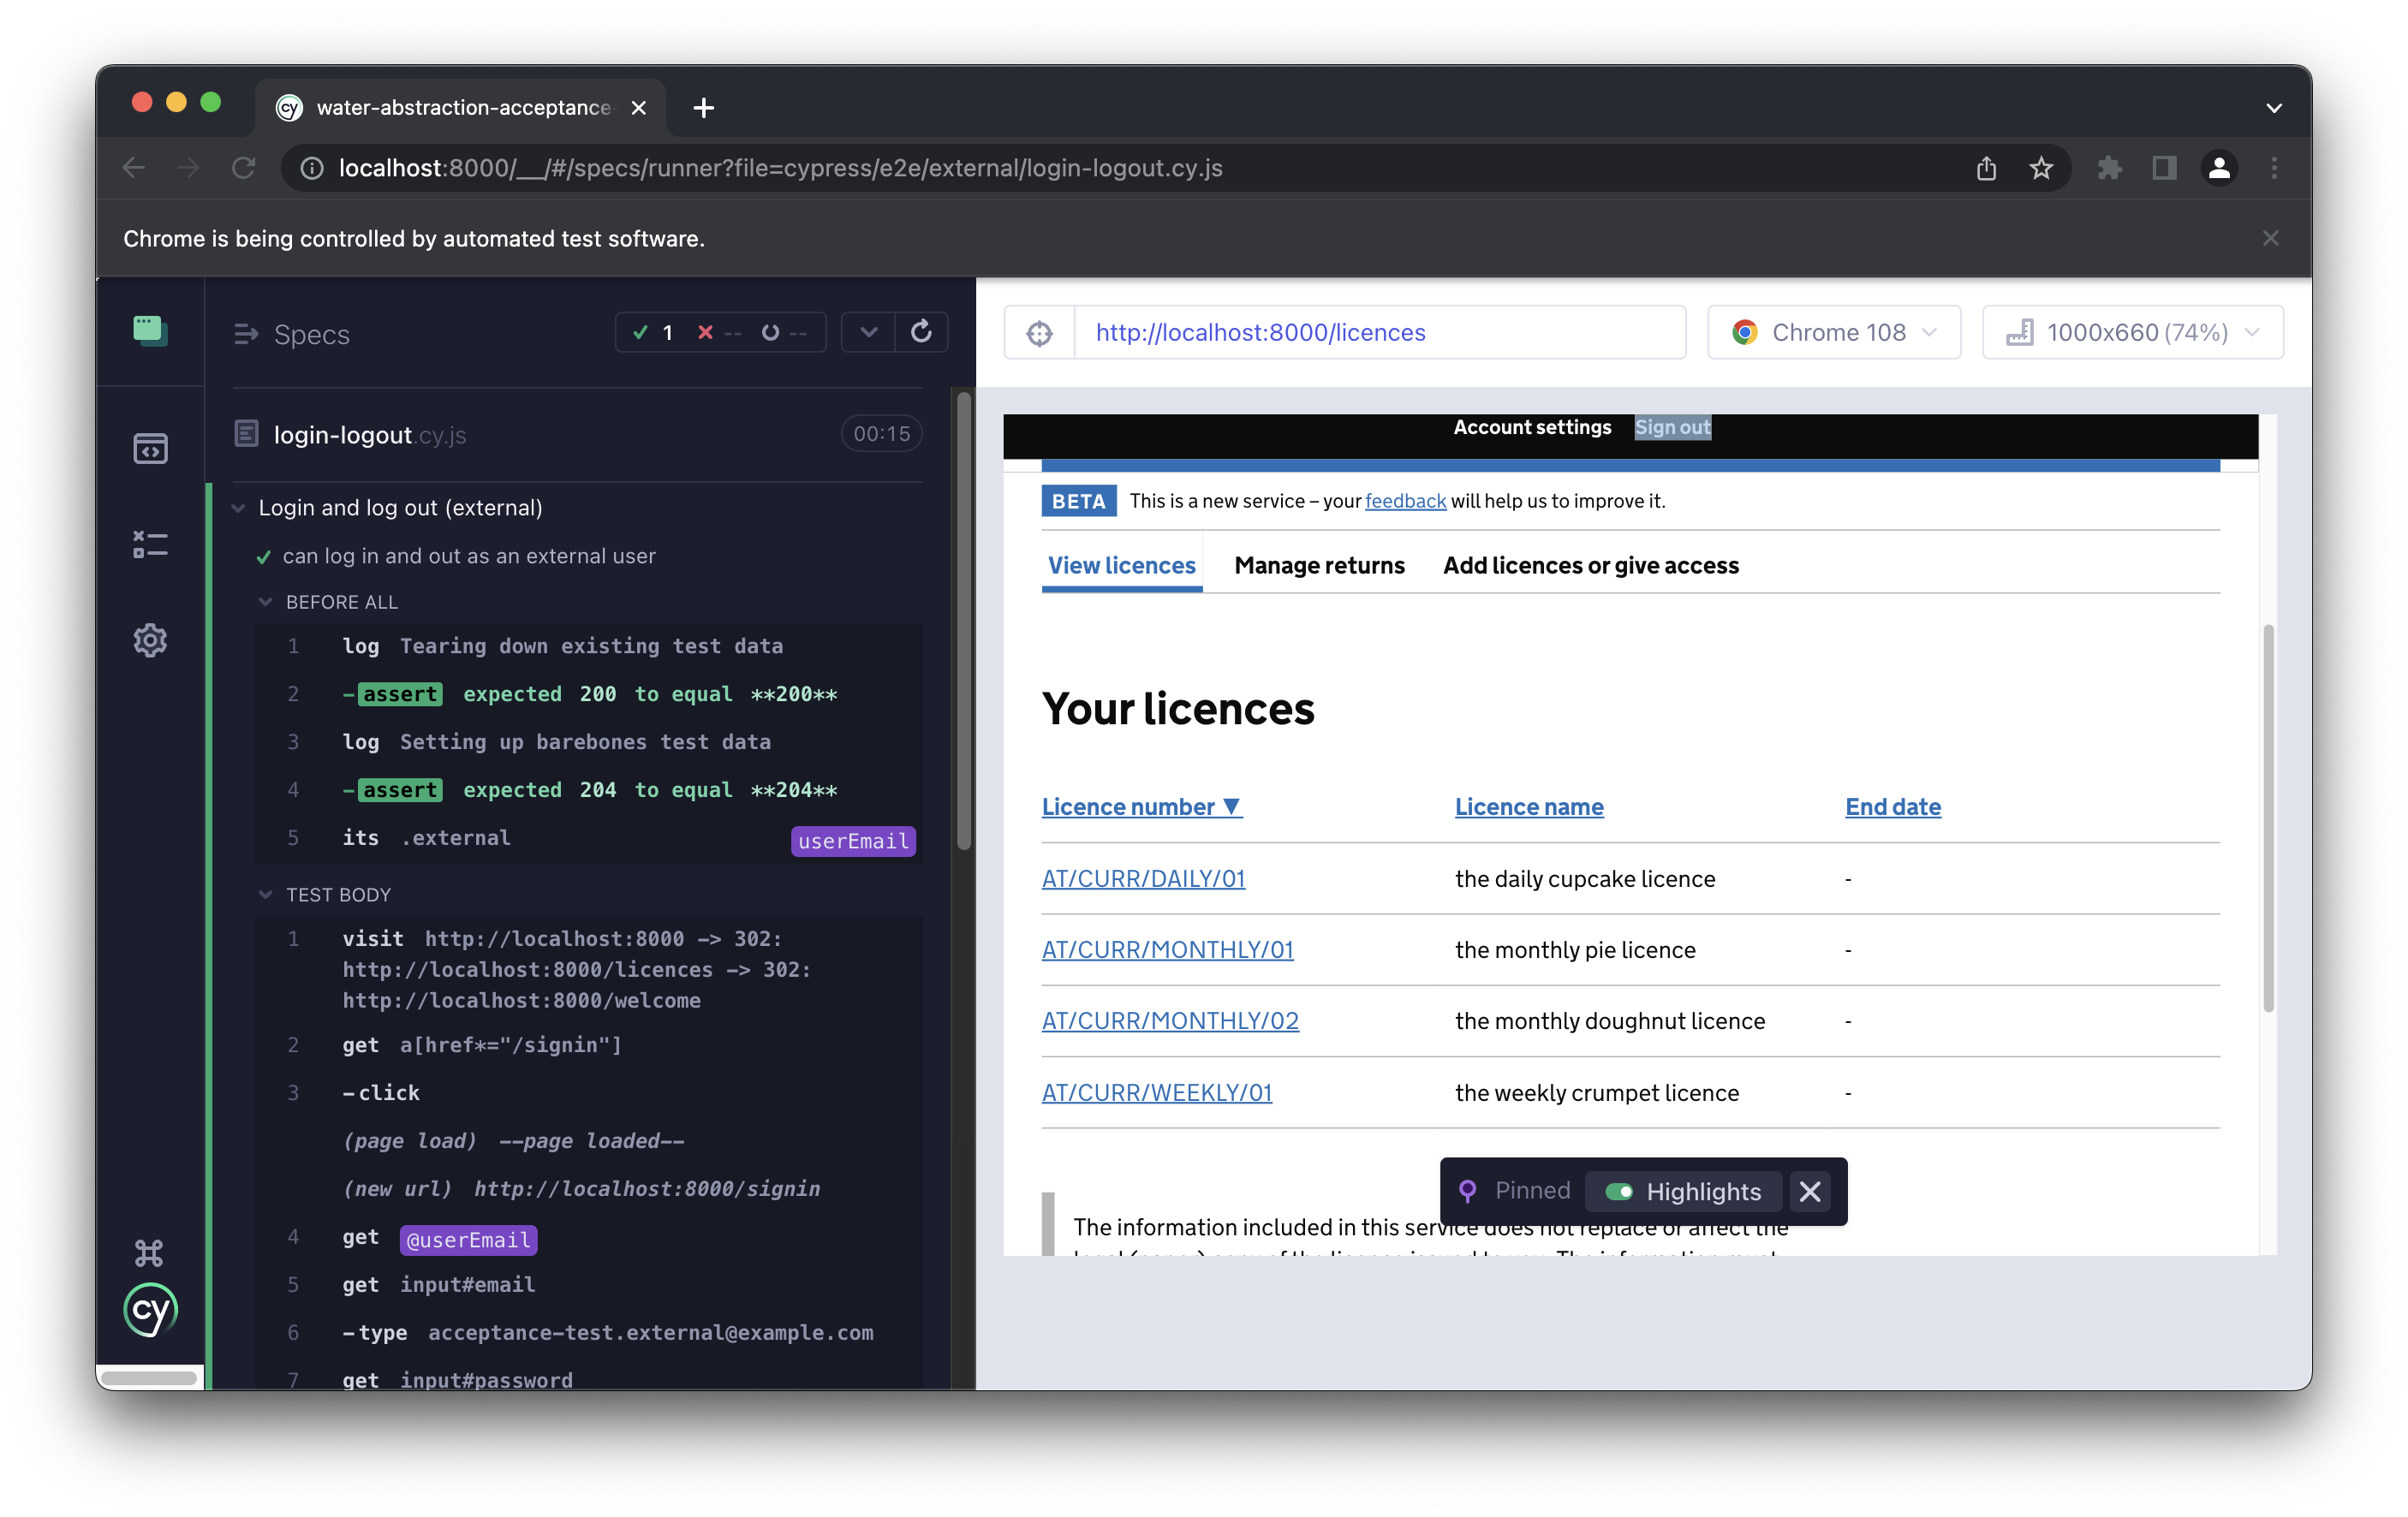 water-abstraction-acceptance-
localhost:8000/__/#/specs/runner?file=cypress/e2e/external/login-logout.cy.js
Chrome is being controlled by automated test software.
Specs
1 -- --
login-logout.cy.js
00:15
Login and log out (external)
can log in and out as an external user
BEFORE ALL
1 log Tearing down existing test data
2 -assert expected 200 to equal **200**
3 log Setting up barebones test data
4 -assert expected 204 to equal **204**
5 its .external userEmail
TEST BODY
1 visit http://localhost:8000 -> 302:
http://localhost:8000/licences -> 302:
http://localhost:8000/welcome
2 get a[href*="/signin"]
3 -click
(page load) --page loaded--
(new url) http://localhost:8000/signin
4 get @userEmail
5 get input#email
6 -type acceptance-test.external@example.com
7 get input#password
cy
http://localhost:8000/licences
Chrome 108
1000x660 (74%)
Account settings Sign out
BETA This is a new service – your feedback will help us to improve it.
View licences Manage returns Add licences or give access
Your licences
Licence number ▼ Licence name End date
AT/CURR/DAILY/01 the daily cupcake licence -
AT/CURR/MONTHLY/01 the monthly pie licence -
AT/CURR/MONTHLY/02 the monthly doughnut licence -
AT/CURR/WEEKLY/01 the weekly crumpet licence -
Pinned Highlights
The information included in this service does not replace or affect the